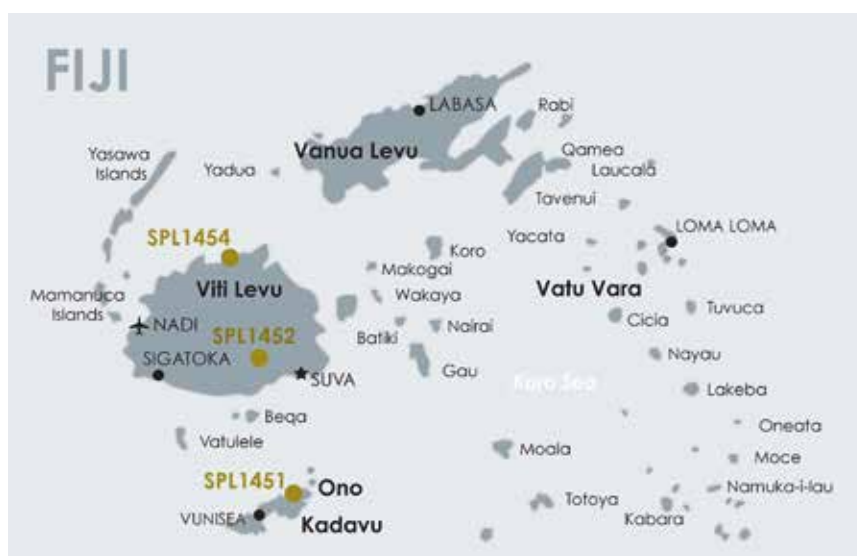 FIJI
LABASA
Rabi
Vanua Levu
Qamea
Yasawa
Islands
Yadua
Laucala
Tavenui
SPL1454
Yacata
LOMA LOMA
Koro
Makogai
Viti Levu
Vatu Vara
Mamanuca
Islands
Wakaya
Tuvuca
NADI
Cicia
SPL1452
Batiki
Nairai
SIGATOKA
Nayau
SUVA
Gau
Koro Sea
Lakeba
Beqa
Oneata
Vatulele
Moala
Moce
SPL1451
Ono
Namuka-i-lau
Totoya
VUNISEA
Kadavu
Kabara